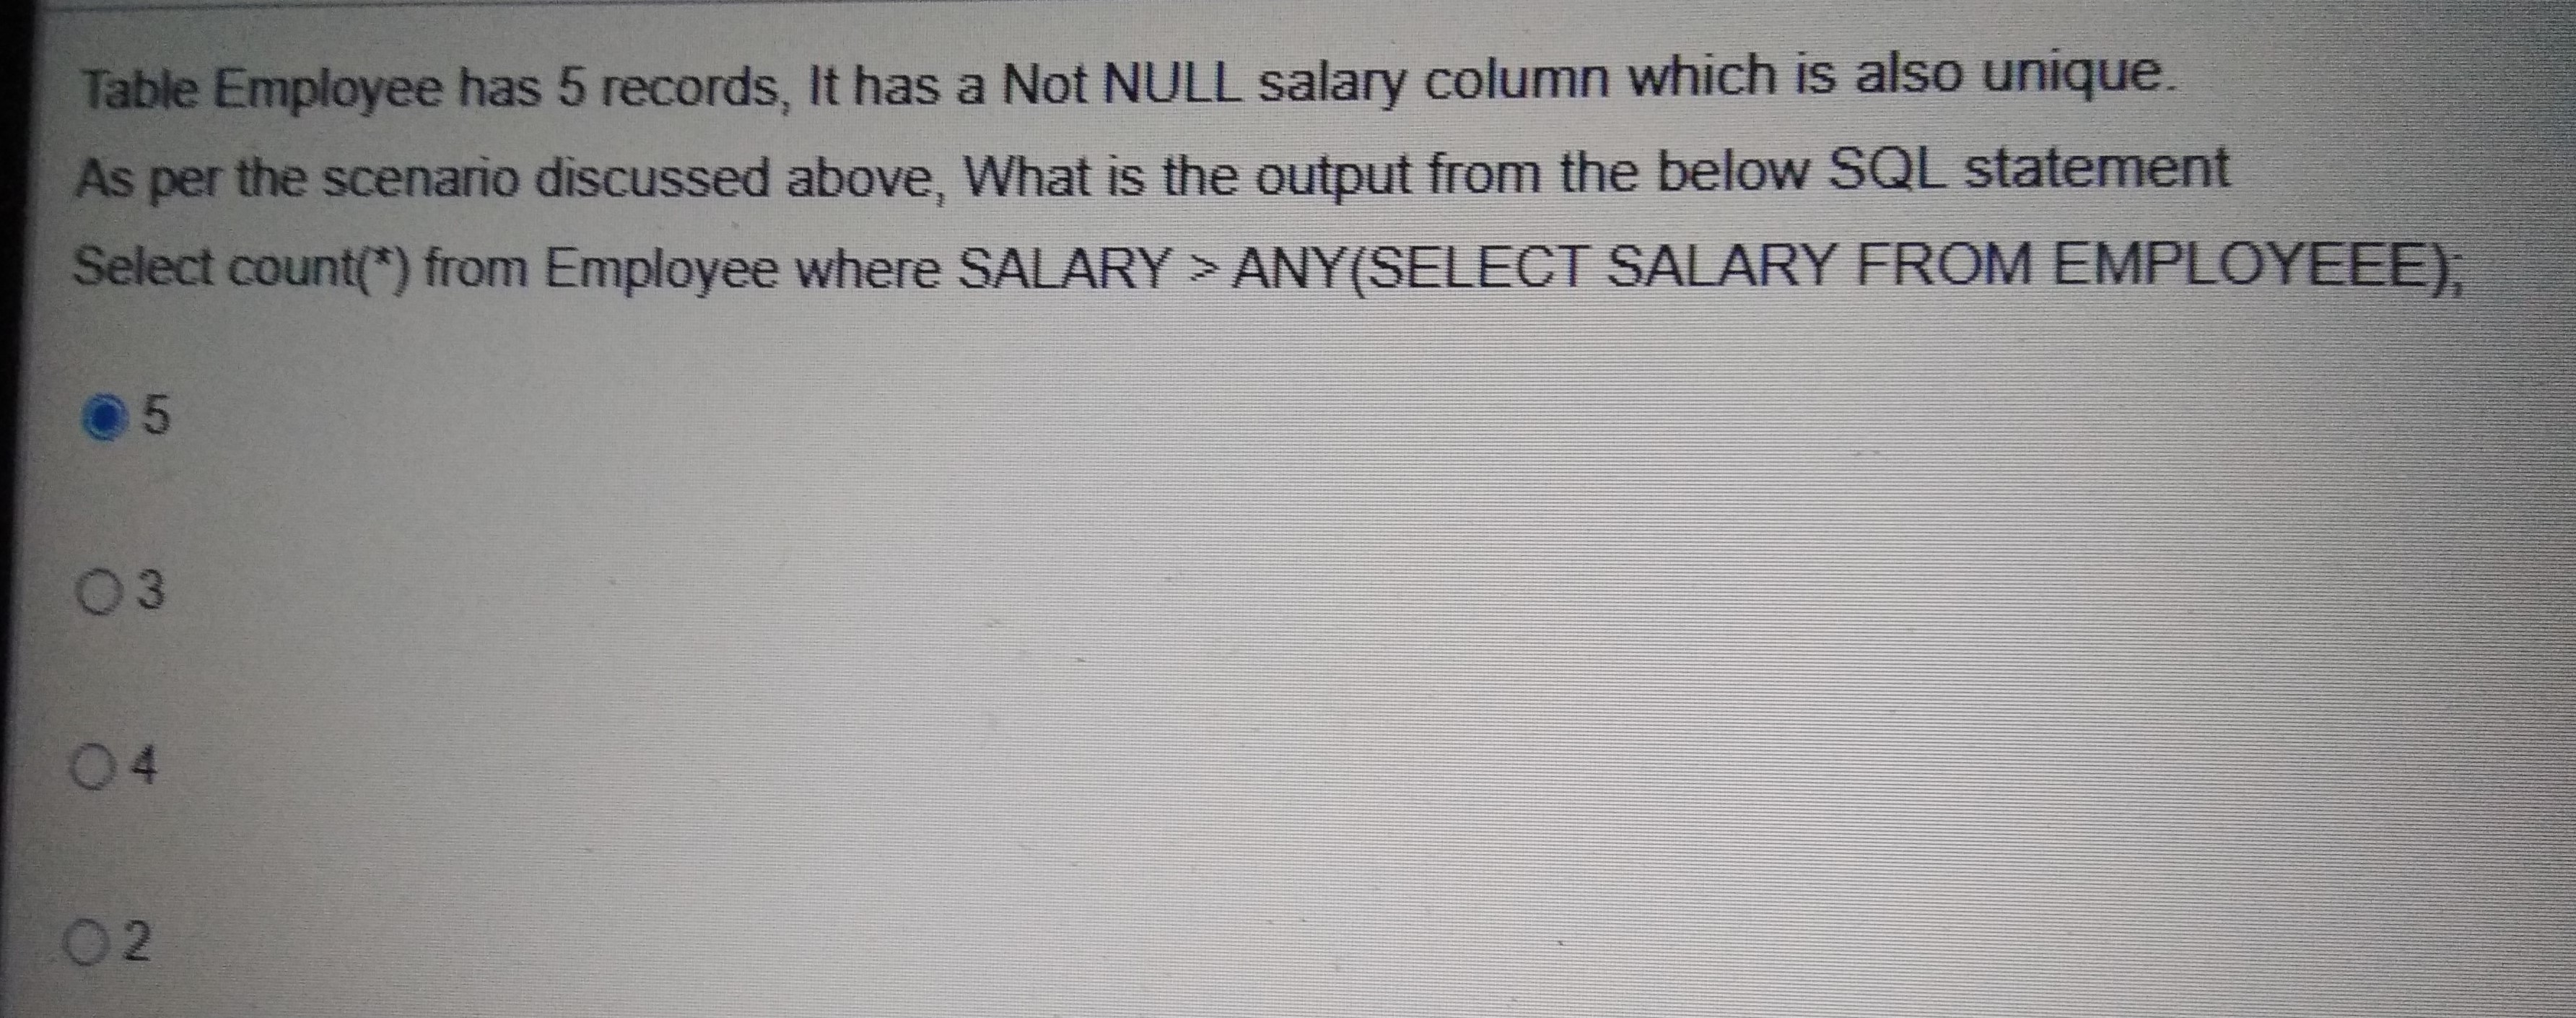 Table Employee has 5 records, It has a Not NULL salary column which is also unique.
As per the scenario discussed above, What is the output from the below SQL statement
Select count(*) from Employee where SALARY > ANY(SELECT SALARY FROM EMPLOYEEE);
5
3
4
2